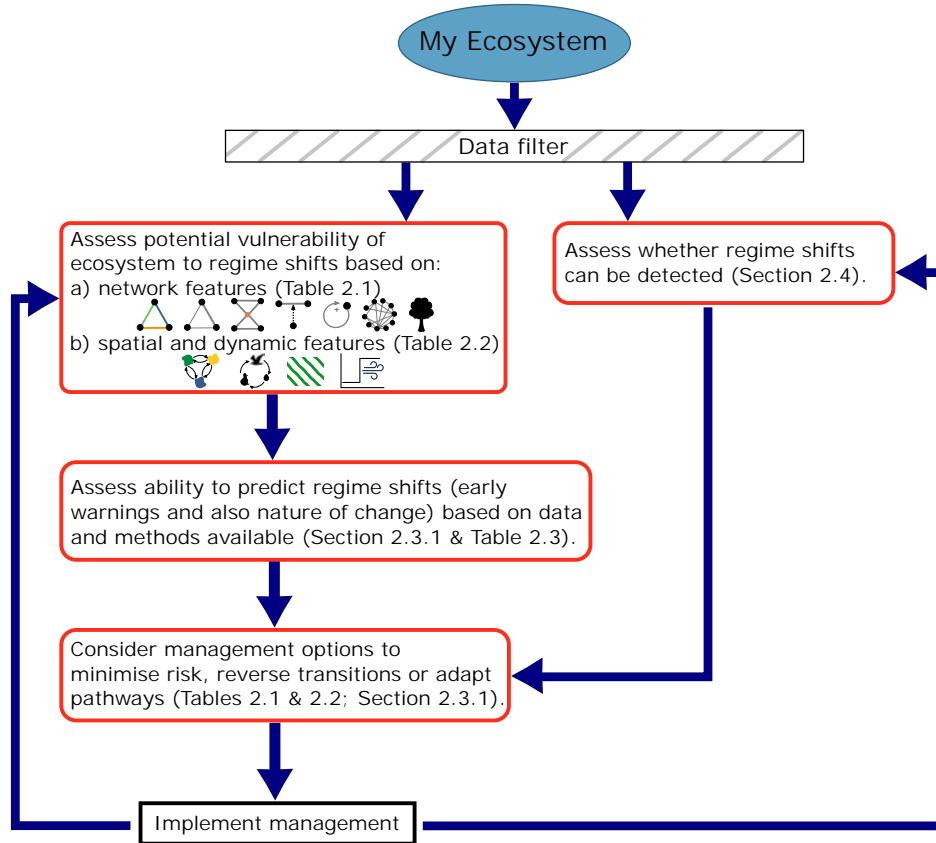 My Ecosystem
Data filter
Assess potential vulnerability of
ecosystem to regime shifts based on:
a) network features (Table 2.1)
b) spatial and dynamic features (Table 2.2)
Assess whether regime shifts
can be detected (Section 2.4).
Assess ability to predict regime shifts (early
warnings and also nature of change) based on data
and methods available (Section 2.3.1 & Table 2.3).
Consider management options to
minimise risk, reverse transitions or adapt
pathways (Tables 2.1 & 2.2; Section 2.3.1).
Implement management